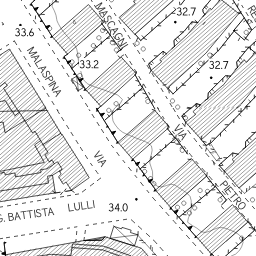 32.7
MASCAGNI
33.6
33.2
32.7
MALASPINA
VIA
VIA
PIETRO
G. BATTISTA LULLI
34.0